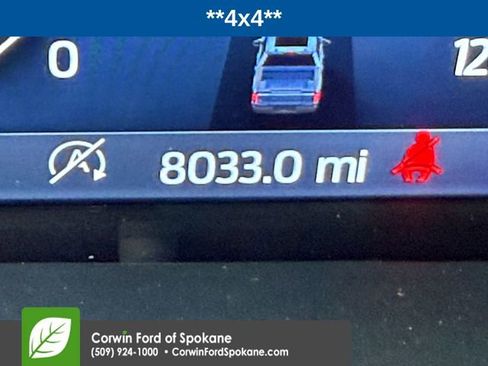 **4x4**
0
12
A
8033.0 mi
Corwin Ford of Spokane
(509) 924-1000 • CorwinFordSpokane.com